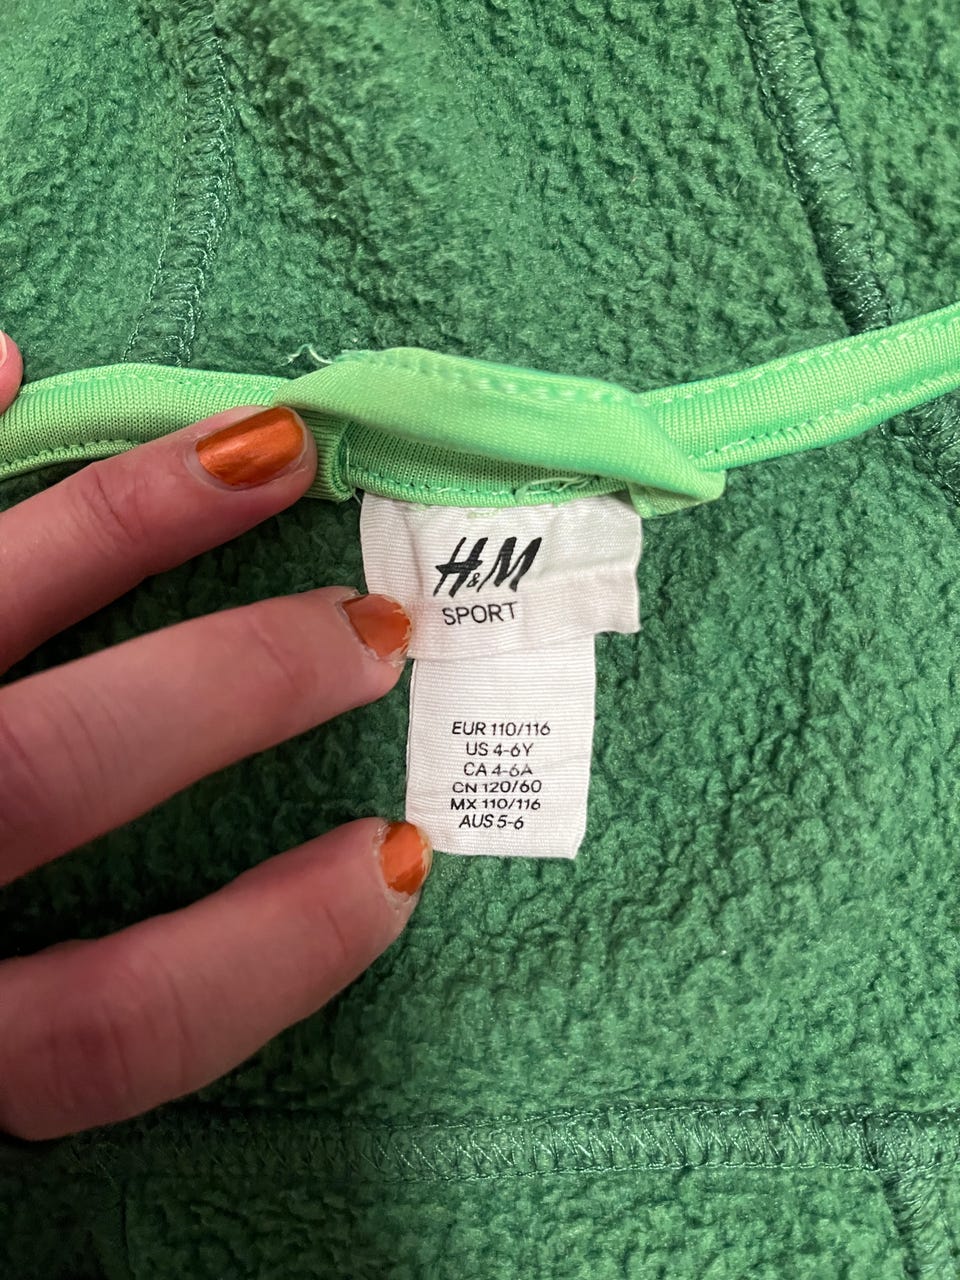 H&M
SPORT
EUR 110/116
US 4-6Y
CA 4-6A
CN 120/60
MX 110/116
AUS 5-6